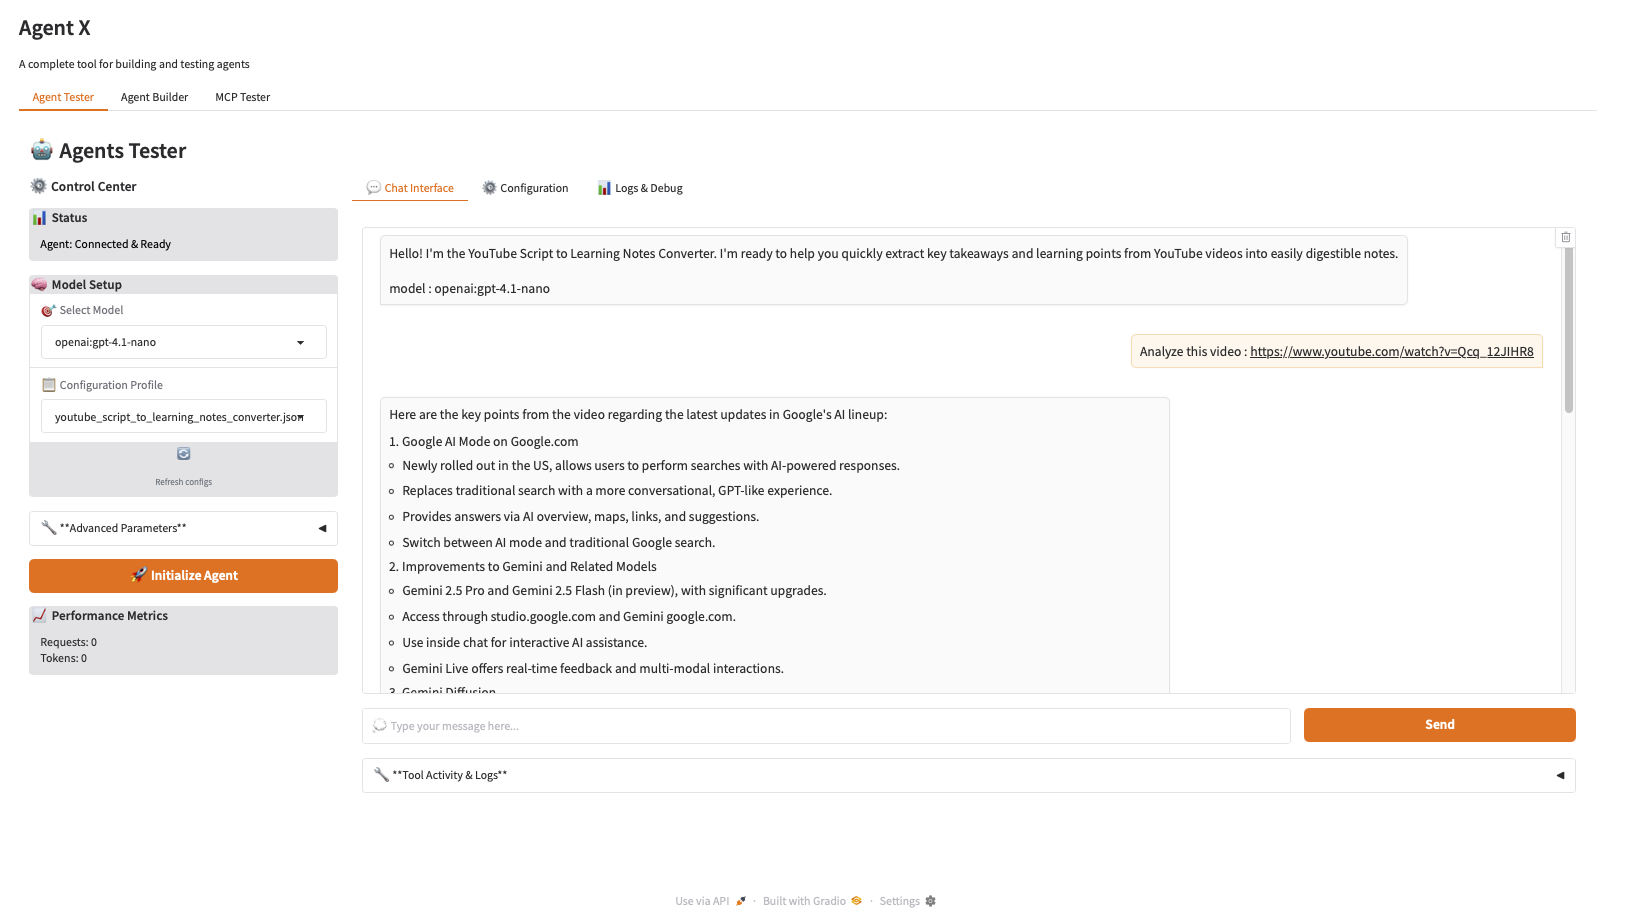 Agent X
A complete tool for building and testing agents
Agent Tester
Agent Builder
MCP Tester
Agents Tester
Control Center
Status
Agent: Connected & Ready
Model Setup
Select Model
openai:gpt-4.1-nano
Configuration Profile
youtube_script_to_learning_notes_converter.json
Refresh configs
**Advanced Parameters**
Initialize Agent
Performance Metrics
Requests: 0
Tokens: 0
Chat Interface
Configuration
Logs & Debug
Hello! I'm the YouTube Script to Learning Notes Converter. I'm ready to help you quickly extract key takeaways and learning points from YouTube videos into easily digestible notes.
model : openai:gpt-4.1-nano
Analyze this video : https://www.youtube.com/watch?v=Qcq_12JIHR8
Here are the key points from the video regarding the latest updates in Google's AI lineup:
1. Google AI Mode on Google.com
Newly rolled out in the US, allows users to perform searches with AI-powered responses.
Replaces traditional search with a more conversational, GPT-like experience.
Provides answers via AI overview, maps, links, and suggestions.
Switch between AI mode and traditional Google search.
2. Improvements to Gemini and Related Models
Gemini 2.5 Pro and Gemini 2.5 Flash (in preview), with significant upgrades.
Access through studio.google.com and Gemini google.com.
Use inside chat for interactive AI assistance.
Gemini Live offers real-time feedback and multi-modal interactions.
3. Gemini Diffusion
Type your message here...
Send
**Tool Activity & Logs**
Use via API · Built with Gradio · Settings